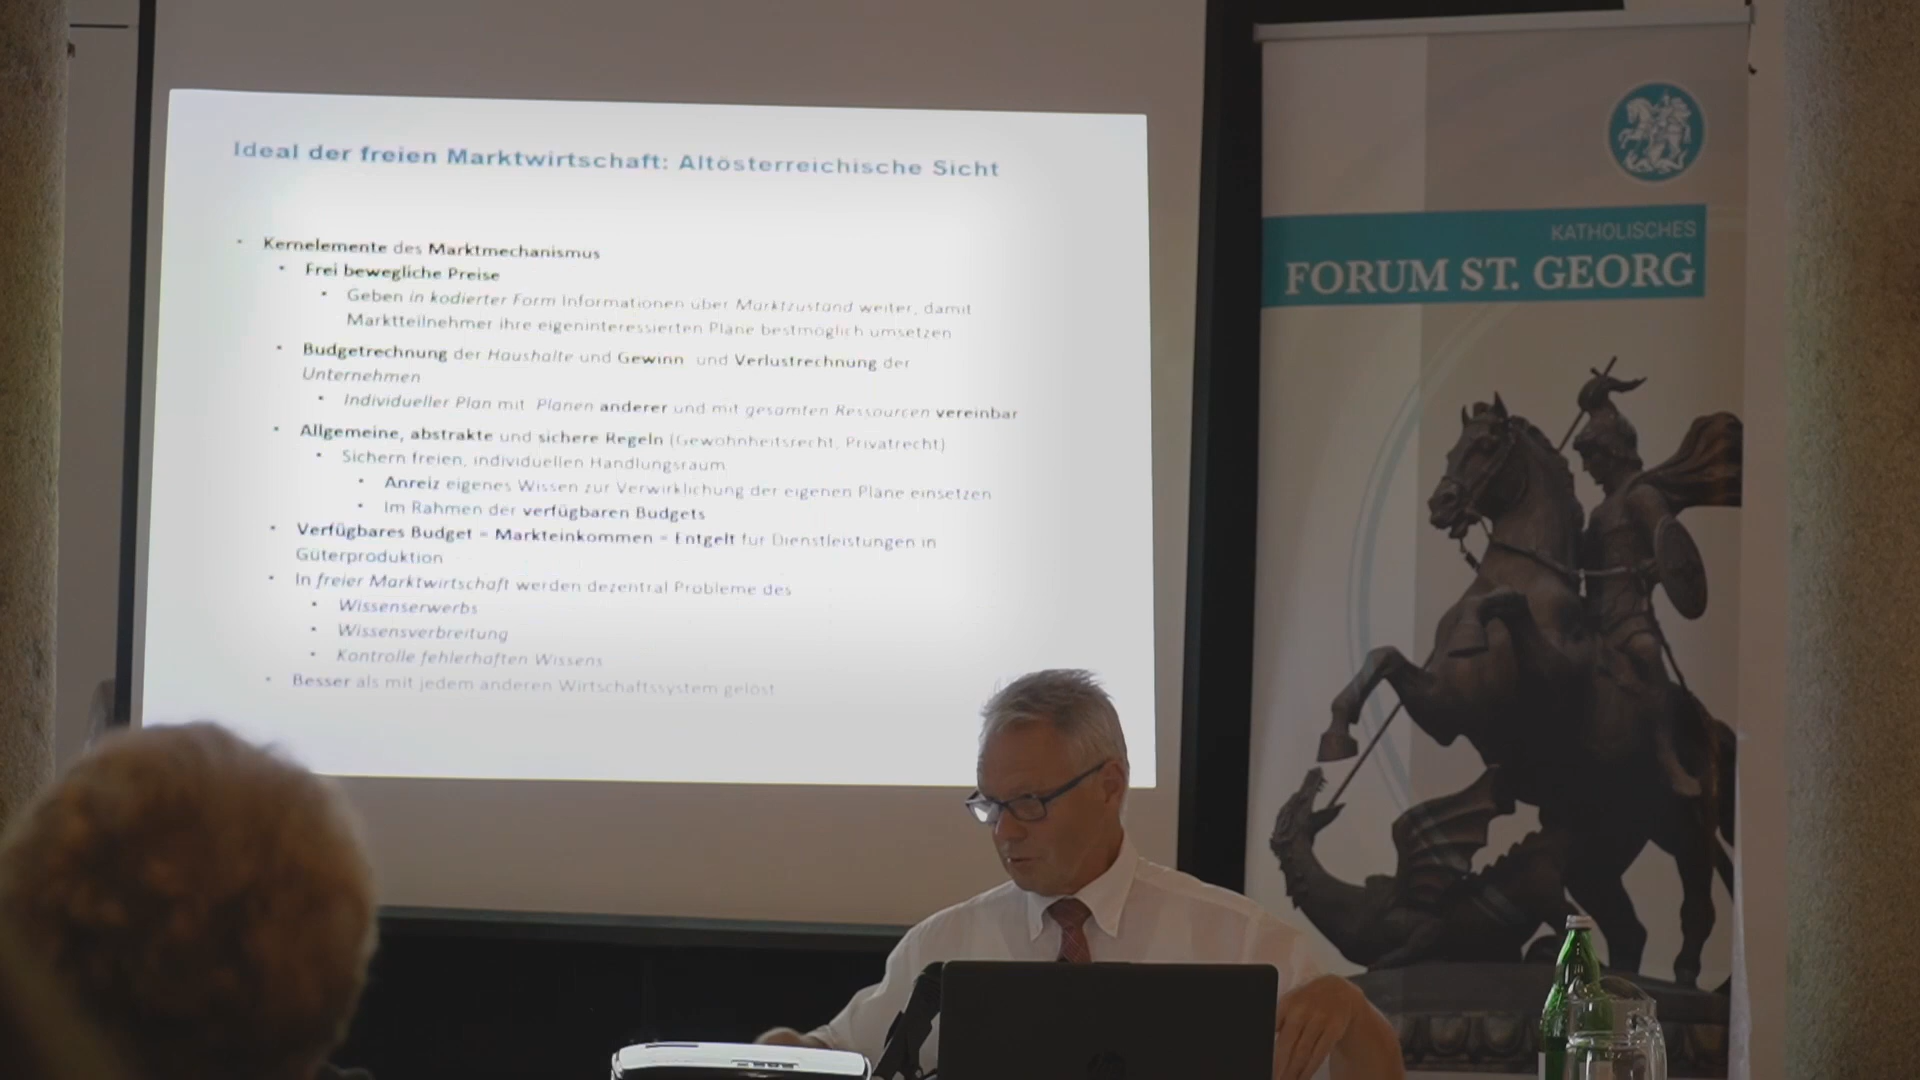 Ideal der freien Marktwirtschaft: Altösterreichische Sicht
• Kernelemente des Marktmechanismus
• Frei bewegliche Preise
• Geben in kodierter Form Informationen über Marktzustand weiter, damit
Marktteilnehmer ihre eigeninteressierten Pläne bestmöglich umsetzen
• Budgetrechnung der Haushalte und Gewinn und Verlustrechnung der
Unternehmen
• Individueller Plan mit Planen anderer und mit gesamten Ressourcen vereinbar
• Allgemeine, abstrakte und sichere Regeln (Gewohnheitsrecht, Privatrecht)
• Sichern freien, individuellen Handlungsraum
• Anreiz eigenes Wissen zur Verwirklichung der eigenen Pläne einsetzen
• Im Rahmen der verfügbaren Budgets
• Verfügbares Budget = Markteinkommen = Entgelt für Dienstleistungen in
Güterproduktion
• In freier Marktwirtschaft werden dezentral Probleme des
• Wissenserwerbs
• Wissensverbreitung
• Kontrolle fehlerhaften Wissens
• Besser als mit jedem anderen Wirtschaftssystem gelöst
KATHOLISCHES
FORUM ST. GEORG